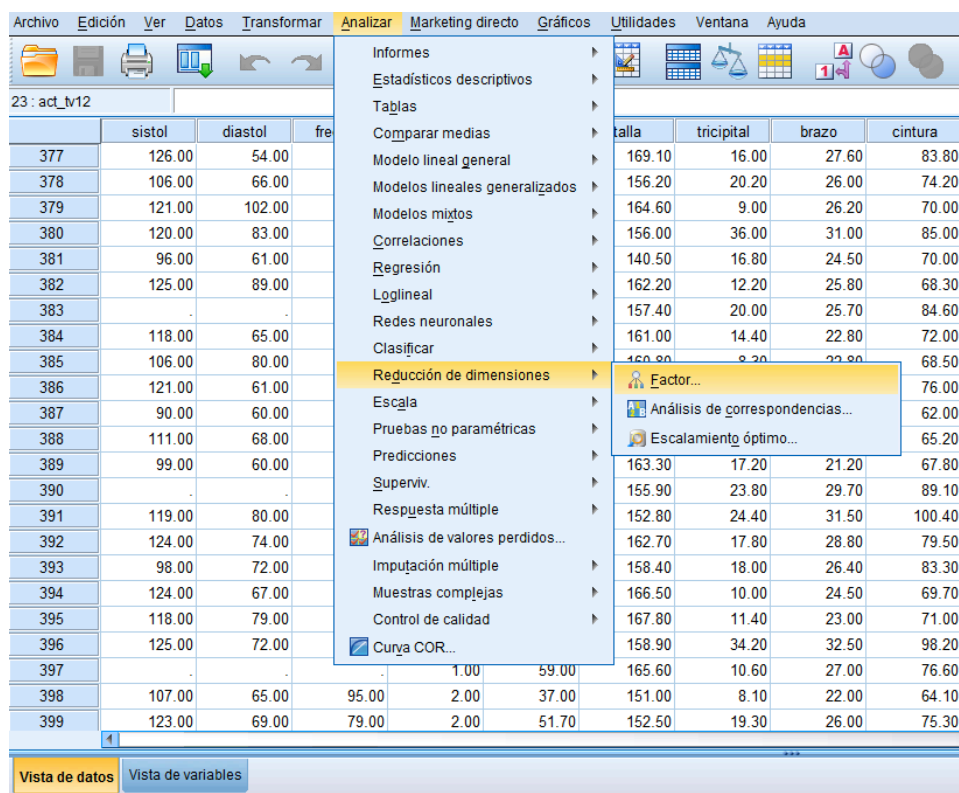 Archivo Edición Ver Datos Transformar Analizar Marketing directo Gráficos Utilidades Ventana Ayuda
A
1
23 : act_tv12
Informes
Estadísticos descriptivos
Tablas
Comparar medias
Modelo lineal general
Modelos lineales generalizados
Modelos mixtos
Correlaciones
Regresión
Loglineal
Redes neuronales
Clasificar
Reducción de dimensiones
Escala
Pruebas no paramétricas
Predicciones
Superviv.
Respuesta múltiple
Análisis de valores perdidos...
Imputación múltiple
Muestras complejas
Control de calidad
Curva COR...
Factor...
Análisis de correspondencias...
Escalamiento óptimo...
sistol diastol fre talla tricipital brazo cintura
377 126.00 54.00 169.10 16.00 27.60 83.80
378 106.00 66.00 156.20 20.20 26.00 74.20
379 121.00 102.00 164.60 9.00 26.20 70.00
380 120.00 83.00 156.00 36.00 31.00 85.00
381 96.00 61.00 140.50 16.80 24.50 70.00
382 125.00 89.00 162.20 12.20 25.80 68.30
383 . . 157.40 20.00 25.70 84.60
384 118.00 65.00 161.00 14.40 22.80 72.00
385 106.00 80.00 160.80 8.30 22.80 68.50
386 121.00 61.00 76.00
387 90.00 60.00 62.00
388 111.00 68.00 65.20
389 99.00 60.00 163.30 17.20 21.20 67.80
390 . . 155.90 23.80 29.70 89.10
391 119.00 80.00 152.80 24.40 31.50 100.40
392 124.00 74.00 162.70 17.80 28.80 79.50
393 98.00 72.00 158.40 18.00 26.40 83.30
394 124.00 67.00 166.50 10.00 24.50 69.70
395 118.00 79.00 167.80 11.40 23.00 71.00
396 125.00 72.00 158.90 34.20 32.50 98.20
397 . . . 1.00 59.00 165.60 10.60 27.00 76.60
398 107.00 65.00 95.00 2.00 37.00 151.00 8.10 22.00 64.10
399 123.00 69.00 79.00 2.00 51.70 152.50 19.30 26.00 75.30
Vista de datos Vista de variables